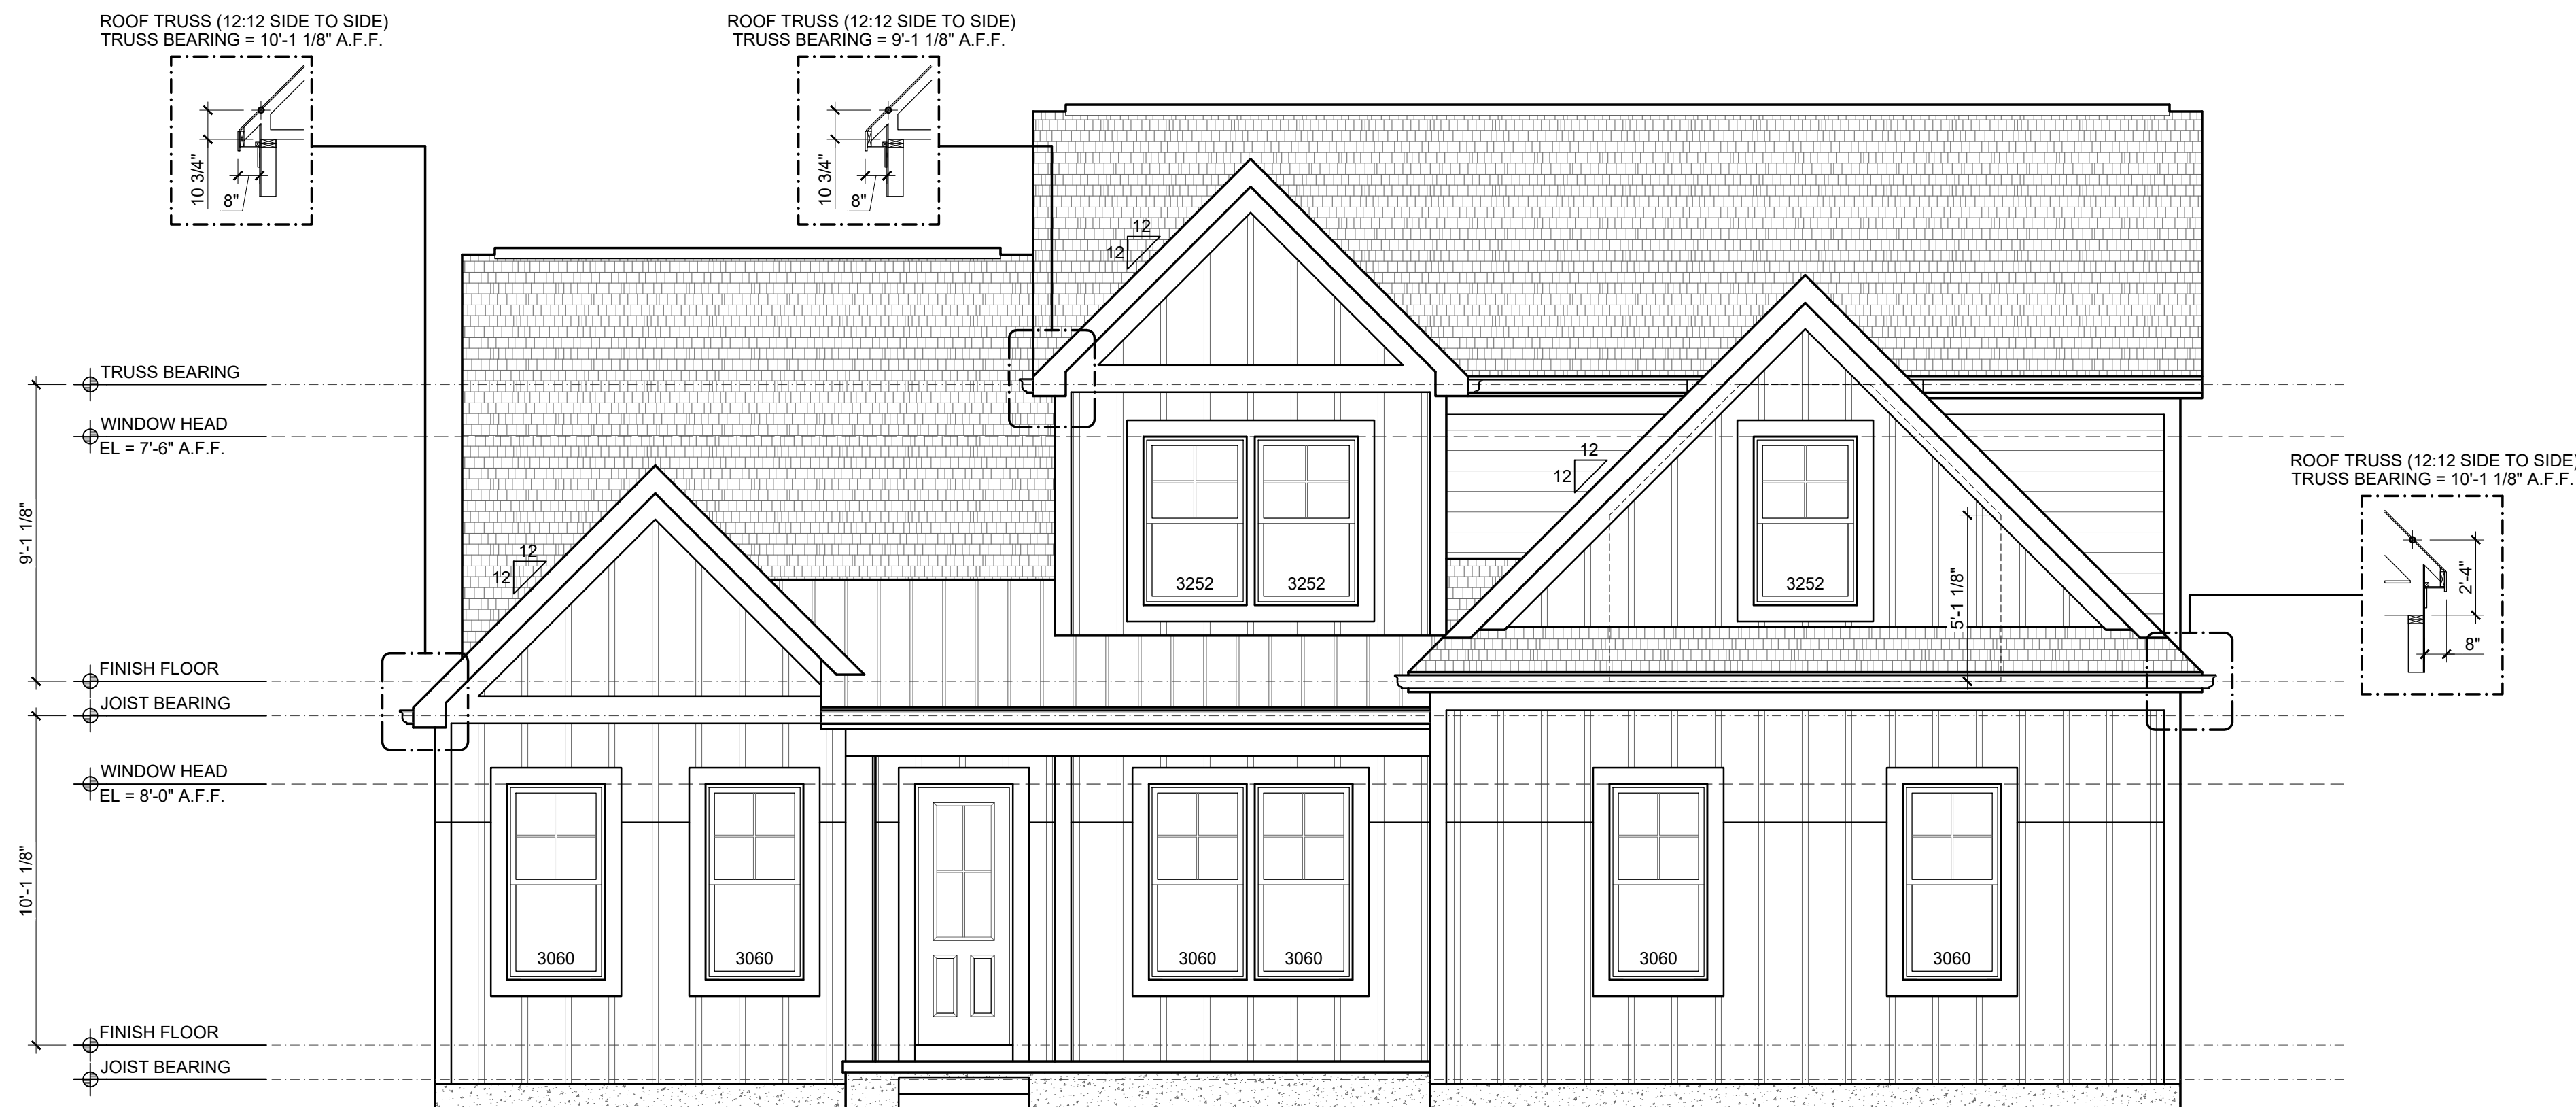 ROOF TRUSS (12:12 SIDE TO SIDE)
TRUSS BEARING = 10'-1 1/8" A.F.F.
10 3/4"
8"
ROOF TRUSS (12:12 SIDE TO SIDE)
TRUSS BEARING = 9'-1 1/8" A.F.F.
10 3/4"
8"
12
12
TRUSS BEARING
WINDOW HEAD
EL = 7'-6" A.F.F.
12
12
ROOF TRUSS (12:12 SIDE TO SIDE)
TRUSS BEARING = 10'-1 1/8" A.F.F.
2'-4"
8"
9'-1 1/8"
12
12
3252
3252
3252
5'-1 1/8"
FINISH FLOOR
JOIST BEARING
WINDOW HEAD
EL = 8'-0" A.F.F.
10'-1 1/8"
3060
3060
3060
3060
3060
3060
FINISH FLOOR
JOIST BEARING